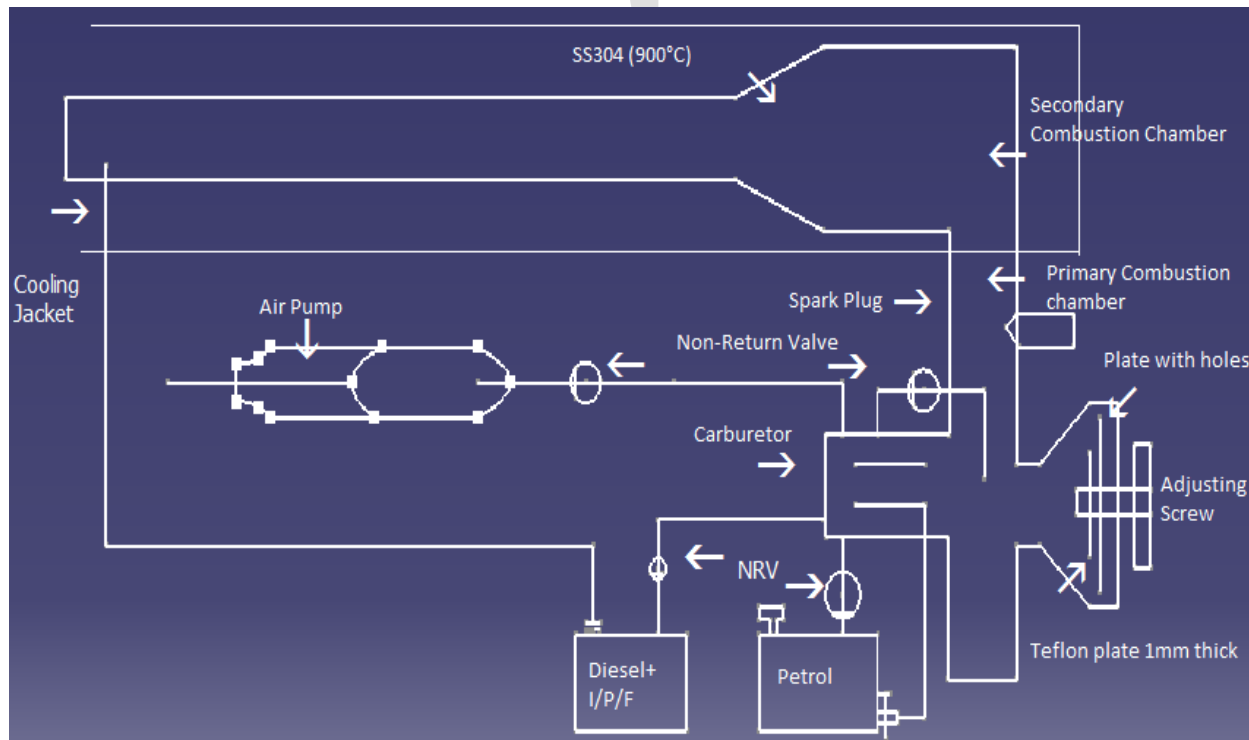 SS304 (900°C)
Secondary
Combustion Chamber
Cooling
Jacket
Air Pump
Spark Plug
Primary Combustion
chamber
Non-Return Valve
Plate with holes
Carburetor
Adjusting
Screw
NRV
Diesel+
I/P/F
Petrol
Teflon plate 1mm thick